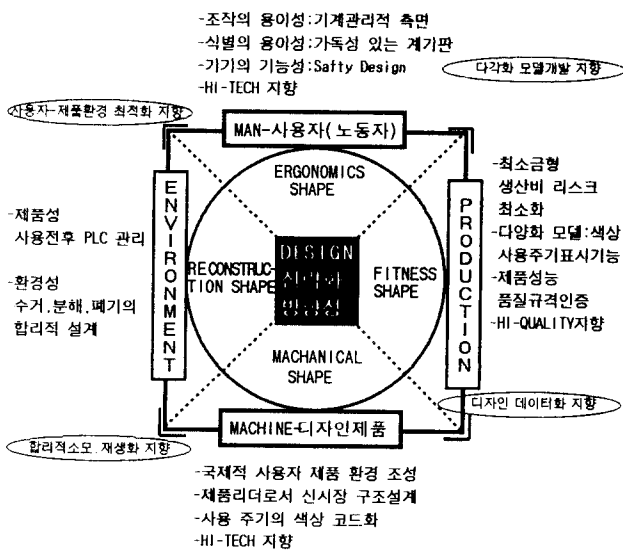 -조작의 용이성:기계관리적 측면
-식별의 용이성:가독성 있는 계기판
-기기의 기능성:Safty Design
-HI-TECH 지향
다각화 모델개발 지향
사용자-제품환경 최적화 지향
MAN-사용자(노동자)
ERGONOMICS
SHAPE
ENVIRONMENT
-제품성
사용전후 PLC 관리
-환경성
수거,분해,폐기의
합리적 설계
RECONSTRUC-
TION SHAPE
DESIGN
방향성
FITNESS
SHAPE
PRODUCTION
-최소금형
생산비 리스크
최소화
-다양화 모델:색상
사용주기표시기능
-제품성능
품질규격인증
-HI-QUALITY지향
MACHANICAL
SHAPE
디자인 데이터화 지향
MACHINE-디자인제품
합리적소모.재생화 지향
-국제적 사용자 제품 환경 조성
-제품리더로서 신시장 구조설계
-사용 주기의 색상 코드화
-HI-TECH 지향